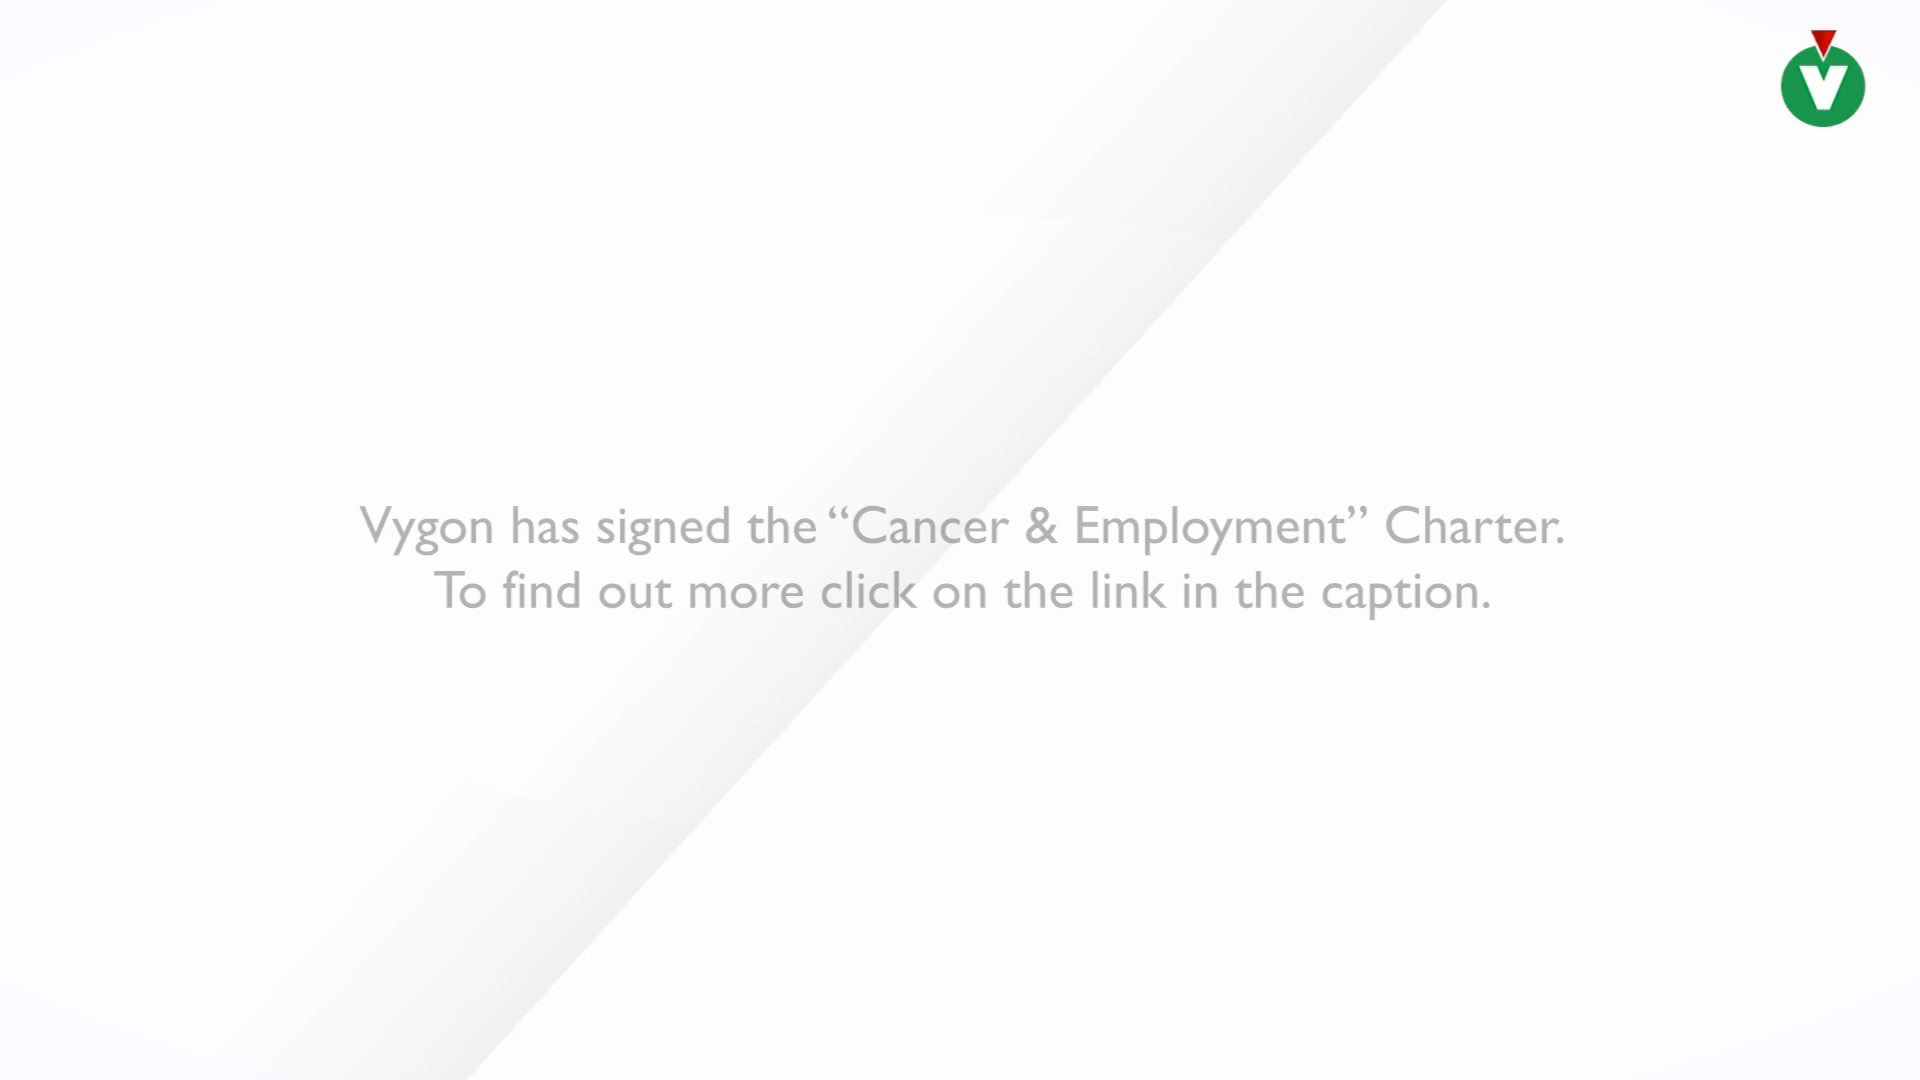 V
Vygon has signed the “Cancer & Employment” Charter.
To find out more click on the link in the caption.